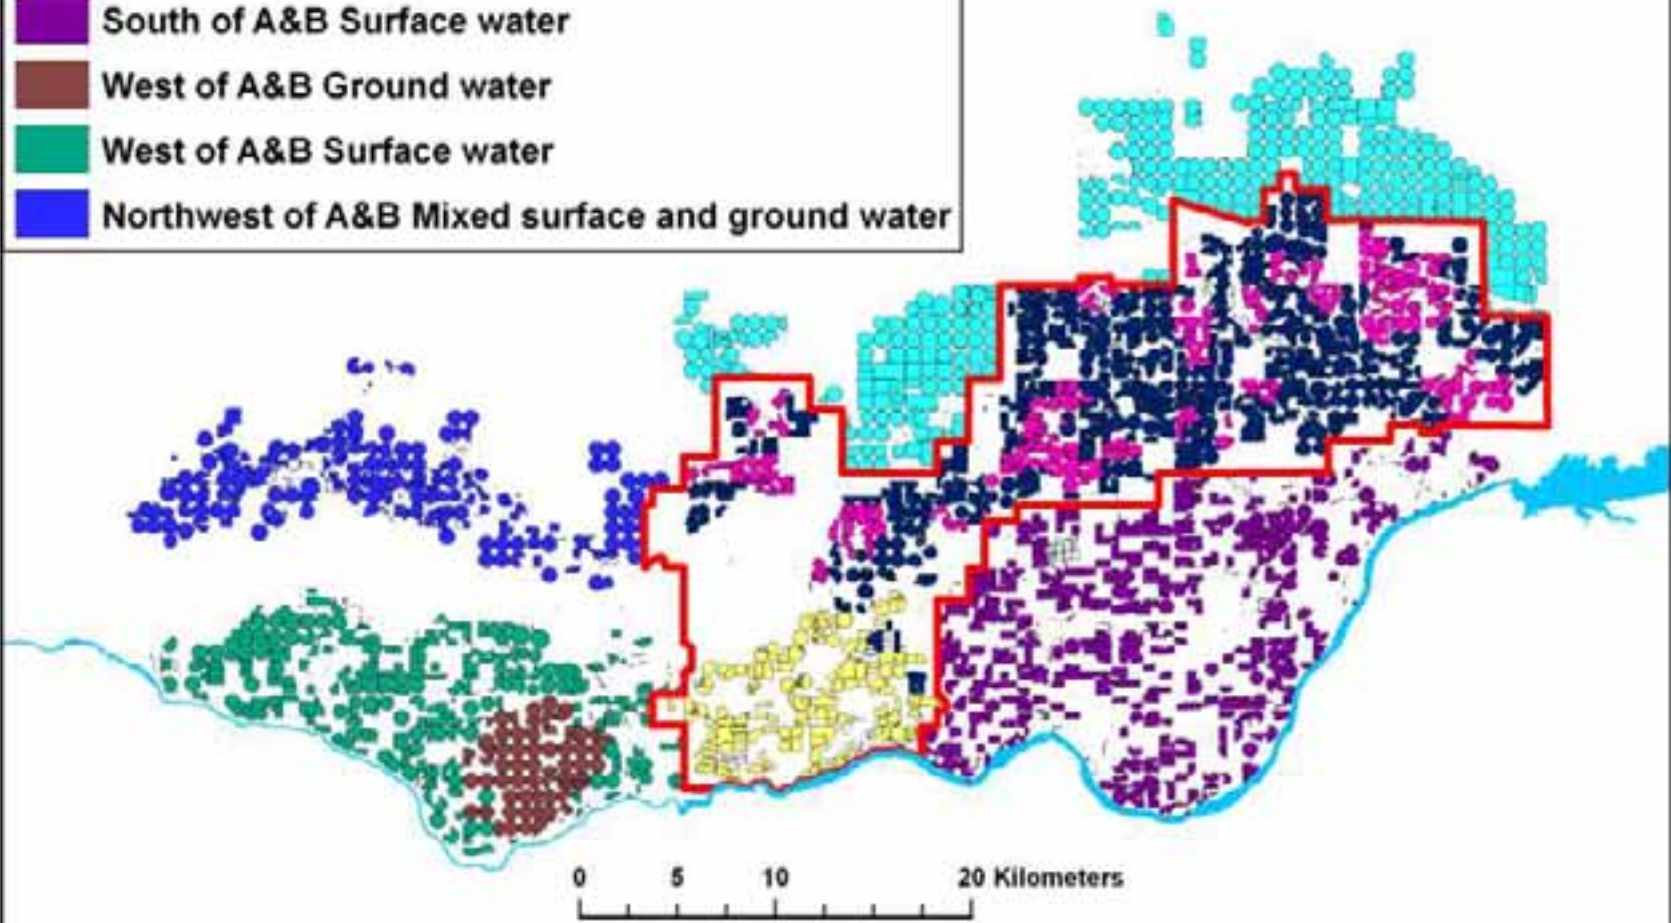 South of A&B Surface water
West of A&B Ground water
West of A&B Surface water
Northwest of A&B Mixed surface and ground water
0 5 10 20 Kilometers